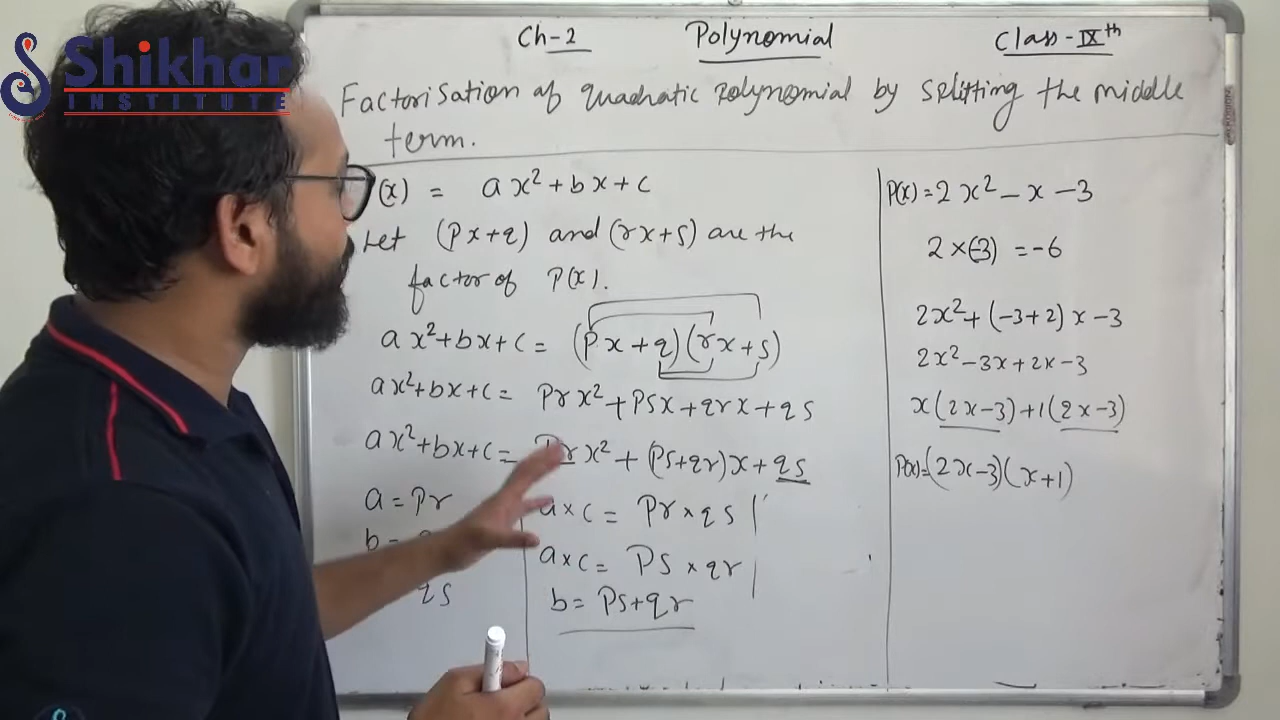 Shikhar
INSTITUTE
Ch-2 Polynomial Class-IXth
Factorisation of quadratic Polynomial by splitting the middle
term.
(x) = ax²+bx+c
Let (px+q) and (rx+s) are the
factor of P(x).
ax²+bx+c = (px+q)(rx+s)
ax²+bx+c = prx²+psx+qrx+qs
ax²+bx+c = prx²+(ps+qr)x+qs
a = pr
b =
qs
a×c = pr×qs
a×c = ps×qr
b = ps+qr
P(x) = 2x²-x-3
2×(-3) = -6
2x²+(-3+2)x-3
2x²-3x+2x-3
x(2x-3)+1(2x-3)
P(x)=(2x-3)(x+1)